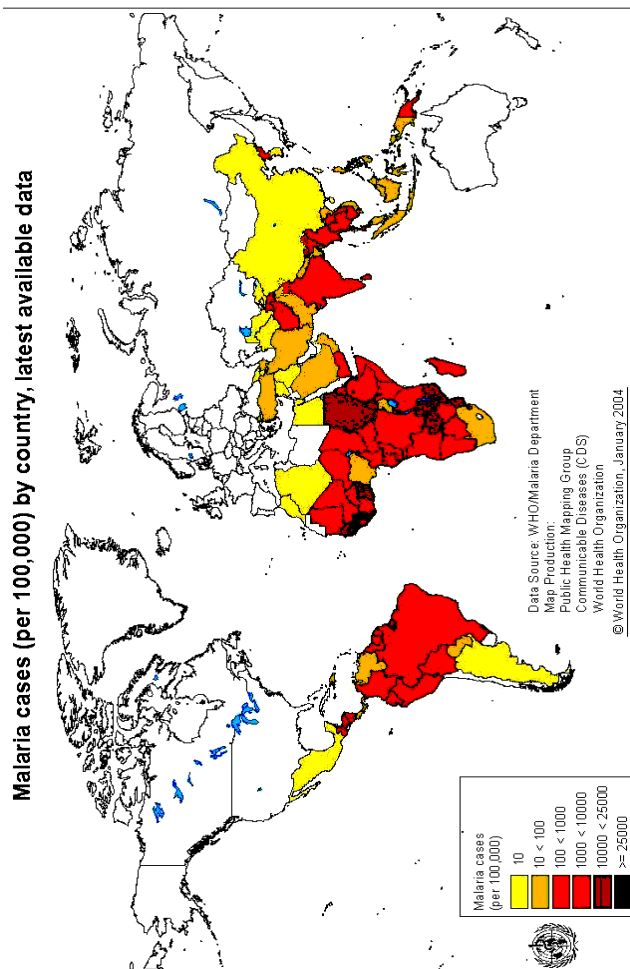 Malaria cases (per 100,000) by country, latest available data
Malaria cases
(per 100,000)
10
10 < 100
100 < 1000
1000 < 10000
10000 < 25000
>= 25000
Data Source: WHO/Malaria Department
Map Production:
Public Health Mapping Group
Communicable Diseases (CDS)
World Health Organization
© World Health Organization, January 2004